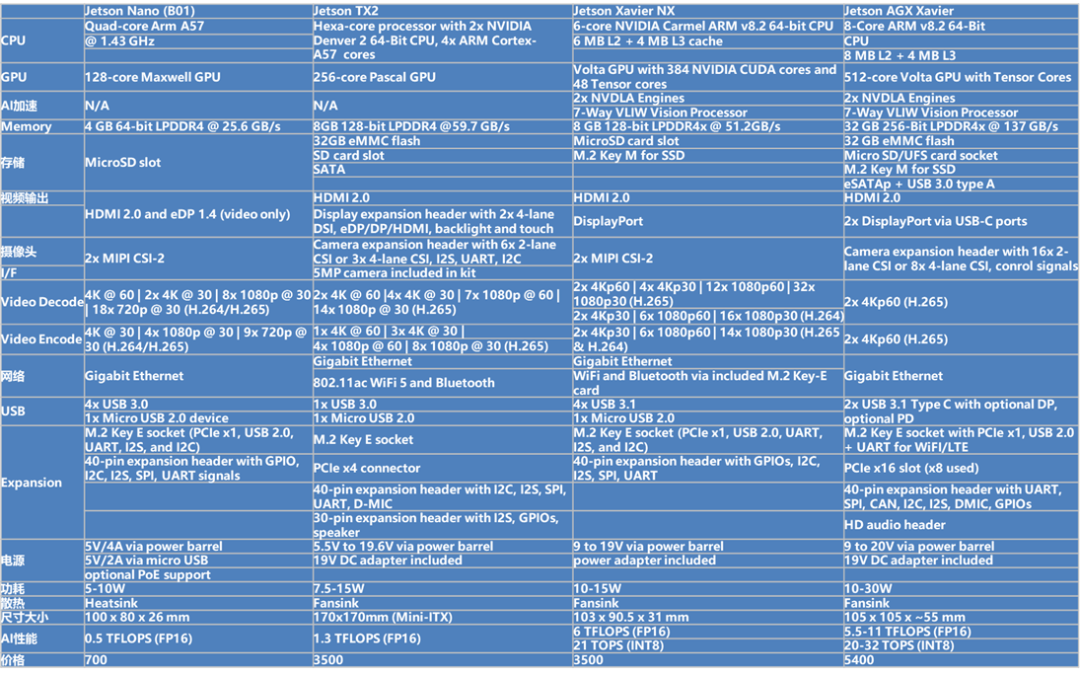 Jetson Nano (B01) Jetson TX2 Jetson Xavier NX Jetson AGX Xavier
CPU
Quad-core Arm A57
@ 1.43 GHz
Hexa-core processor with 2x NVIDIA
Denver 2 64-Bit CPU, 4x ARM Cortex-
A57 cores
6-core NVIDIA Carmel ARM v8.2 64-bit CPU
6 MB L2 + 4 MB L3 cache
8-Core ARM v8.2 64-Bit
CPU
8 MB L2 + 4 MB L3
GPU
128-core Maxwell GPU
256-core Pascal GPU
Volta GPU with 384 NVIDIA CUDA cores and
48 Tensor cores
512-core Volta GPU with Tensor Cores
AI加速
N/A
N/A
2x NVDLA Engines
7-Way VLIW Vision Processor
2x NVDLA Engines
7-Way VLIW Vision Processor
Memory
4 GB 64-bit LPDDR4 @ 25.6 GB/s
8GB 128-bit LPDDR4 @59.7 GB/s
8 GB 128-bit LPDDR4x @ 51.2GB/s
32 GB 256-Bit LPDDR4x @ 137 GB/s
存储
MicroSD slot
32GB eMMC flash
SD card slot
SATA
MicroSD card slot
M.2 Key M for SSD
32 GB eMMC flash
Micro SD/UFS card socket
M.2 Key M for SSD
eSATAp + USB 3.0 type A
视频输出
HDMI 2.0 and eDP 1.4 (video only)
HDMI 2.0
Display expansion header with 2x 4-lane
DSI, eDP/DP/HDMI, backlight and touch
HDMI 2.0
DisplayPort
HDMI 2.0
2x DisplayPort via USB-C ports
摄像头
I/F
2x MIPI CSI-2
Camera expansion header with 6x 2-lane
CSI or 3x 4-lane CSI, I2S, UART, I2C
5MP camera included in kit
2x MIPI CSI-2
Camera expansion header with 16x 2-
lane CSI or 8x 4-lane CSI, conrol signals
Video Decode
4K @ 60 | 2x 4K @ 30 | 8x 1080p @ 30
| 18x 720p @ 30 (H.264/H.265)
2x 4K @ 60 |4x 4K @ 30 | 7x 1080p @ 60 |
14x 1080p @ 30 (H.265)
2x 4Kp60 | 4x 4Kp30 | 12x 1080p60 | 32x
1080p30 (H.265)
2x 4Kp30 | 6x 1080p60 | 16x 1080p30 (H.264)
2x 4Kp60 (H.265)
Video Encode
4K @ 30 | 4x 1080p @ 30 | 9x 720p @
30 (H.264/H.265)
1x 4K @ 60 | 3x 4K @ 30 |
4x 1080p @ 60 | 8x 1080p @ 30 (H.265)
2x 4Kp30 | 6x 1080p60 | 14x 1080p30 (H.265
& H.264)
2x 4Kp60 (H.265)
网络
Gigabit Ethernet
Gigabit Ethernet
802.11ac WiFi 5 and Bluetooth
Gigabit Ethernet
WiFi and Bluetooth via included M.2 Key-E
card
Gigabit Ethernet
USB
4x USB 3.0
1x Micro USB 2.0 device
1x USB 3.0
1x Micro USB 2.0
4x USB 3.1
1x Micro USB 2.0
2x USB 3.1 Type C with optional DP,
optional PD
Expansion
M.2 Key E socket (PCIe x1, USB 2.0,
UART, I2S, and I2C)
40-pin expansion header with GPIO,
I2C, I2S, SPI, UART signals
M.2 Key E socket
PCIe x4 connector
40-pin expansion header with I2C, I2S, SPI,
UART, D-MIC
30-pin expansion header with I2S, GPIOs,
speaker
M.2 Key E socket (PCIe x1, USB 2.0, UART,
I2S, and I2C)
40-pin expansion header with GPIOs, I2C,
I2S, SPI, UART
M.2 Key E socket with PCIe x1, USB 2.0
+ UART for WiFI/LTE
PCIe x16 slot (x8 used)
40-pin expansion header with UART,
SPI, CAN, I2C, I2S, DMIC, GPIOs
HD audio header
电源
5V/4A via power barrel
5V/2A via micro USB
optional PoE support
5.5V to 19.6V via power barrel
19V DC adapter included
9 to 19V via power barrel
power adapter included
9 to 20V via power barrel
19V DC adapter included
功耗 5-10W 7.5-15W 10-15W 10-30W
散热 Heatsink Fansink Fansink Fansink
尺寸大小 100 x 80 x 26 mm 170x170mm (Mini-ITX) 103 x 90.5 x 31 mm 105 x 105 x ~55 mm
AI性能
0.5 TFLOPS (FP16)
1.3 TFLOPS (FP16)
6 TFLOPS (FP16)
21 TOPS (INT8)
5.5-11 TFLOPS (FP16)
20-32 TOPS (INT8)
价格 700 3500 3500 5400